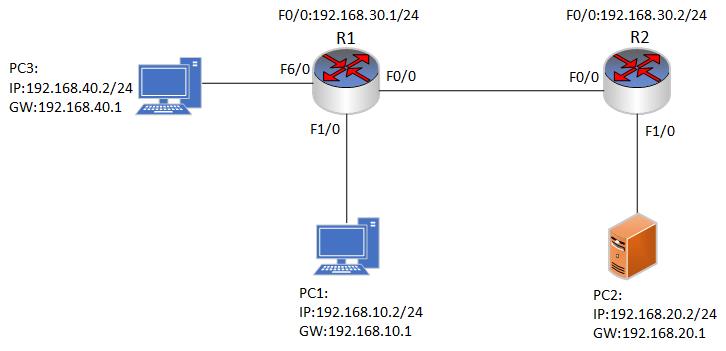 F0/0:192.168.30.1/24
F0/0:192.168.30.2/24
R1
R2
PC3:
IP:192.168.40.2/24
GW:192.168.40.1
F6/0
F0/0
F0/0
F1/0
F1/0
PC1:
IP:192.168.10.2/24
GW:192.168.10.1
PC2:
IP:192.168.20.2/24
GW:192.168.20.1